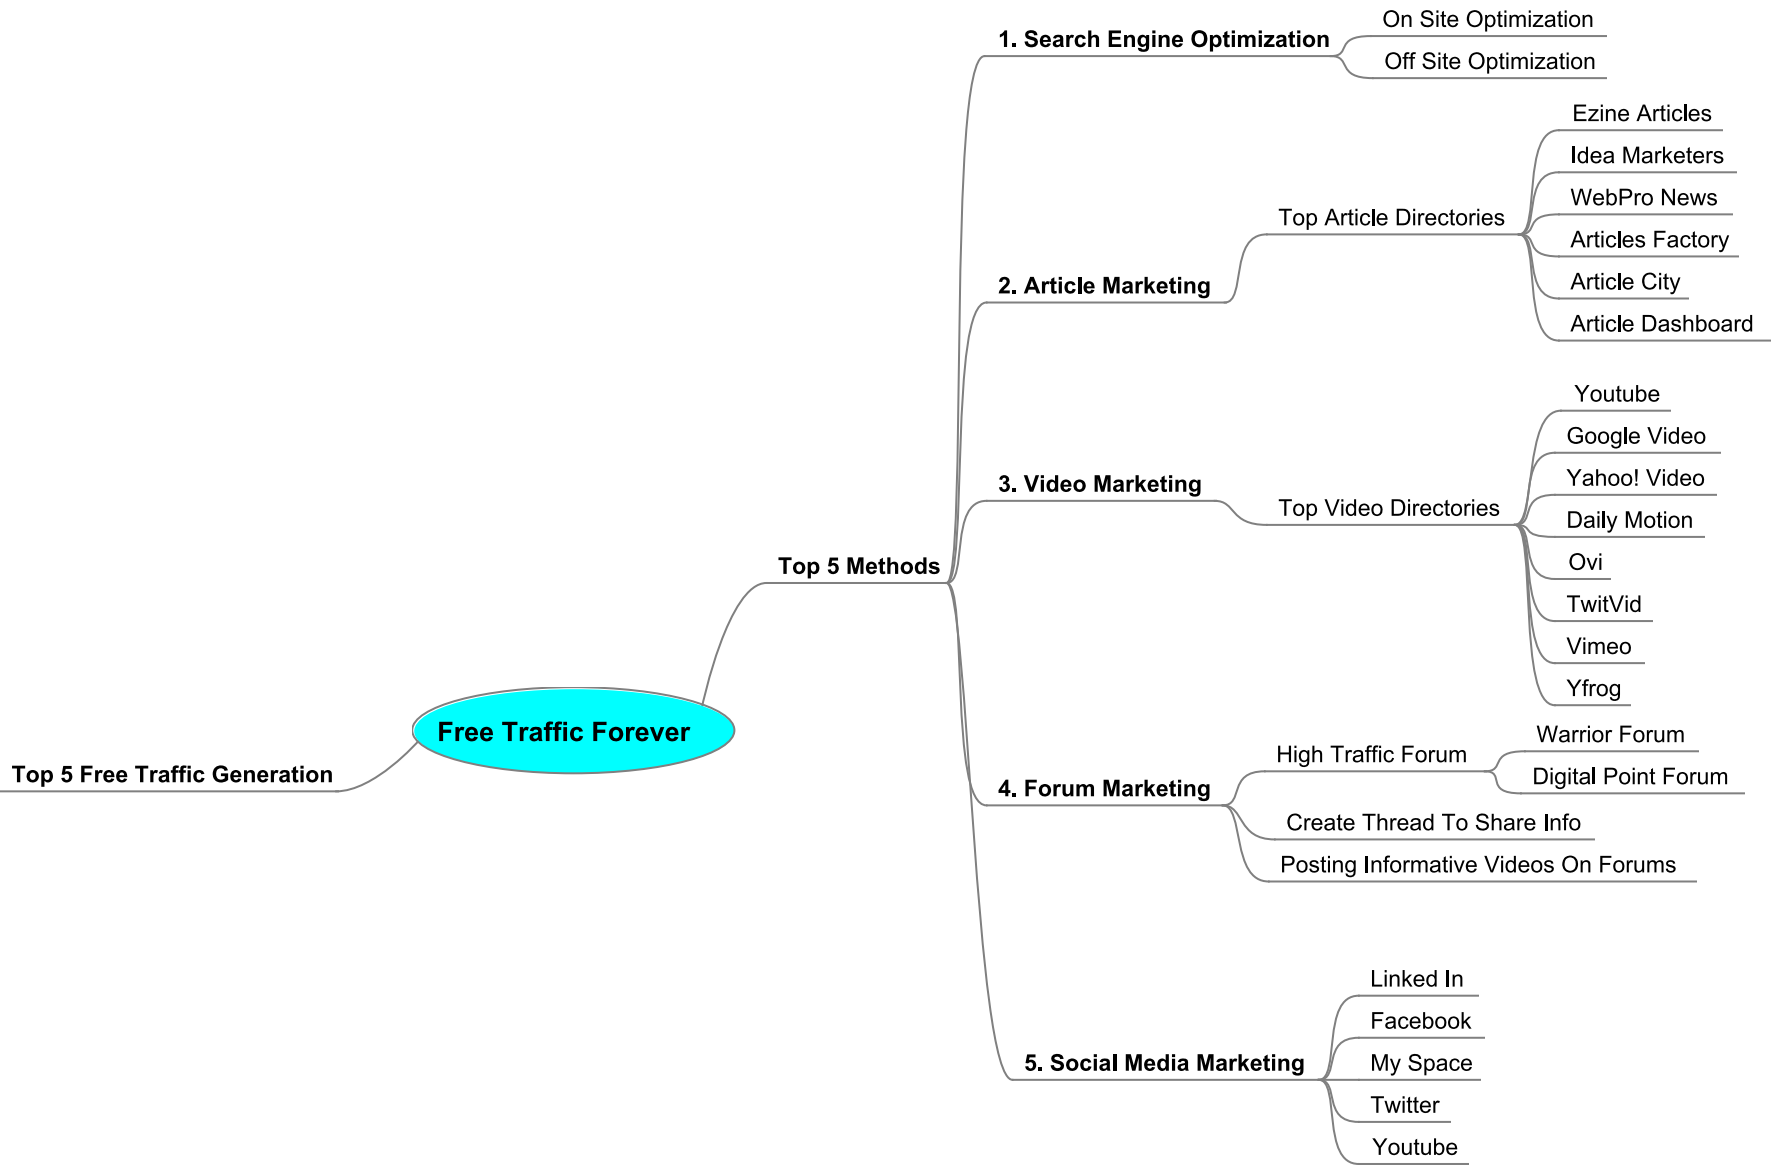 Top 5 Free Traffic Generation
Free Traffic Forever
Top 5 Methods
1. Search Engine Optimization
On Site Optimization
Off Site Optimization
2. Article Marketing
Top Article Directories
Ezine Articles
Idea Marketers
WebPro News
Articles Factory
Article City
Article Dashboard
3. Video Marketing
Top Video Directories
Youtube
Google Video
Yahoo! Video
Daily Motion
Ovi
TwitVid
Vimeo
Yfrog
4. Forum Marketing
High Traffic Forum
Warrior Forum
Digital Point Forum
Create Thread To Share Info
Posting Informative Videos On Forums
5. Social Media Marketing
Linked In
Facebook
My Space
Twitter
Youtube